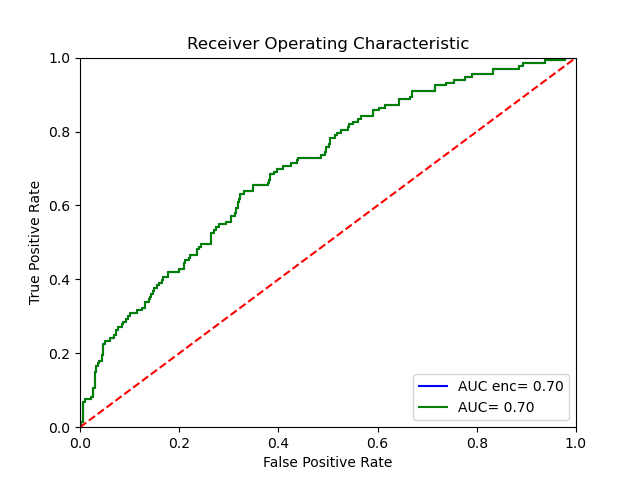 Receiver Operating Characteristic
True Positive Rate
1.0
0.8
0.6
0.4
0.2
0.0
AUC enc= 0.70
AUC= 0.70
0.0 0.2 0.4 0.6 0.8 1.0
False Positive Rate